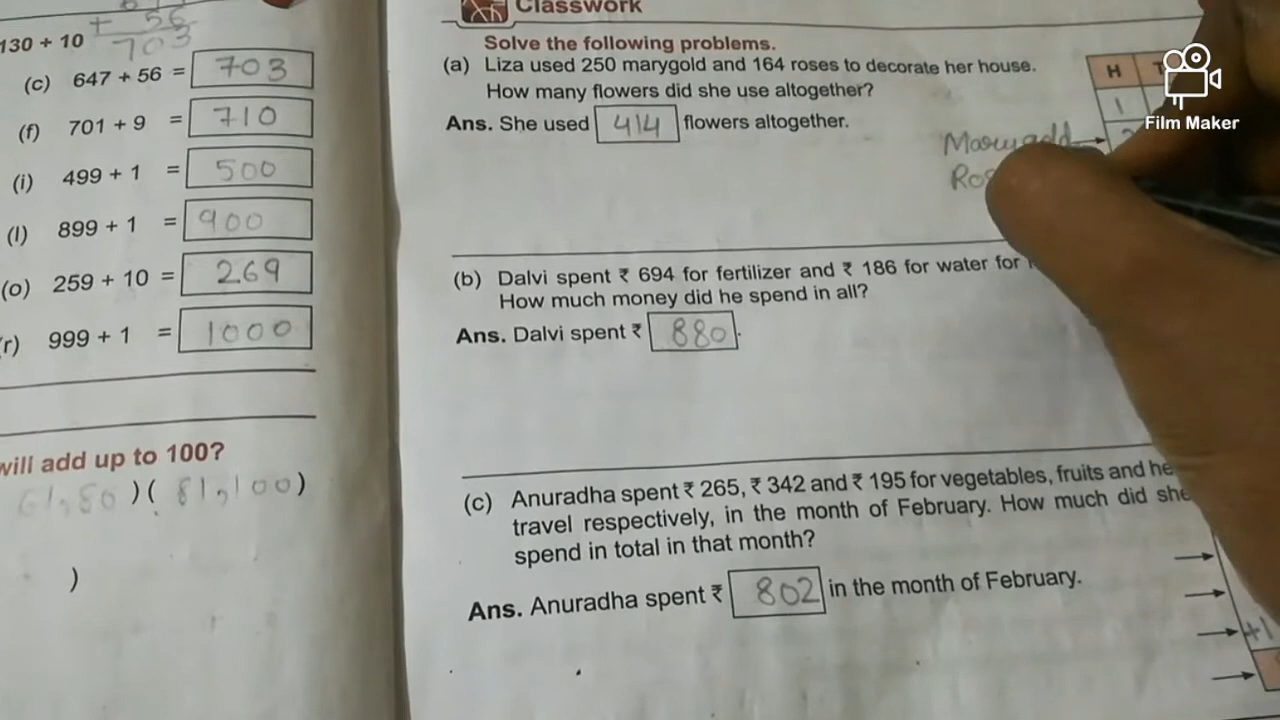 + 56
130 + 10
703
(c) 647 + 56 = 703
(f) 701 + 9 = 710
(i) 499 + 1 = 500
(l) 899 + 1 = 900
(o) 259 + 10 = 269
(r) 999 + 1 = 1000
will add up to 100?
61,80 ) ( 81,100 )
)
Classwork
Solve the following problems.
(a) Liza used 250 marygold and 164 roses to decorate her house.
How many flowers did she use altogether?
Ans. She used 414 flowers altogether.
H T
1
Film Maker
Marygold
(b) Dalvi spent ₹ 694 for fertilizer and ₹ 186 for water for
How much money did he spend in all?
Ans. Dalvi spent ₹ 880.
(c) Anuradha spent ₹ 265, ₹ 342 and ₹ 195 for vegetables, fruits and he
travel respectively, in the month of February. How much did she
spend in total in that month?
Ans. Anuradha spent ₹ 802 in the month of February.
+1